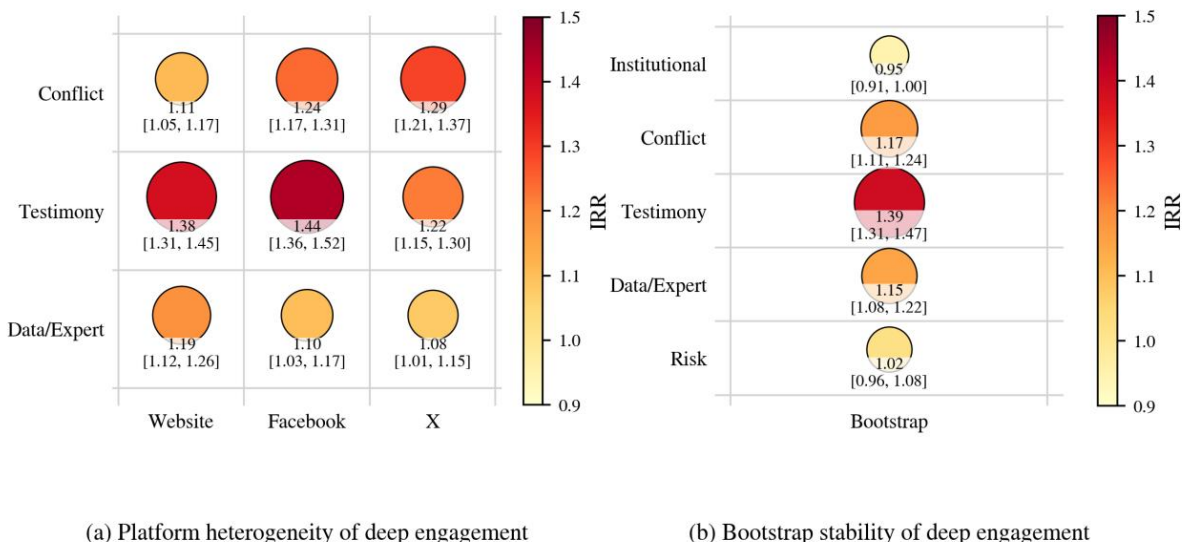 Conflict
1.11
[1.05, 1.17]
1.24
[1.17, 1.31]
1.29
[1.21, 1.37]
Testimony
1.38
[1.31, 1.45]
1.44
[1.36, 1.52]
1.22
[1.15, 1.30]
Data/Expert
1.19
[1.12, 1.26]
1.10
[1.03, 1.17]
1.08
[1.01, 1.15]
Website
Facebook
X
1.5
1.4
1.3
1.2
1.1
1.0
0.9
IRR
(a) Platform heterogeneity of deep engagement
Institutional
0.95
[0.91, 1.00]
Conflict
1.17
[1.11, 1.24]
Testimony
1.39
[1.31, 1.47]
Data/Expert
1.15
[1.08, 1.22]
Risk
1.02
[0.96, 1.08]
Bootstrap
1.5
1.4
1.3
1.2
1.1
1.0
0.9
IRR
(b) Bootstrap stability of deep engagement